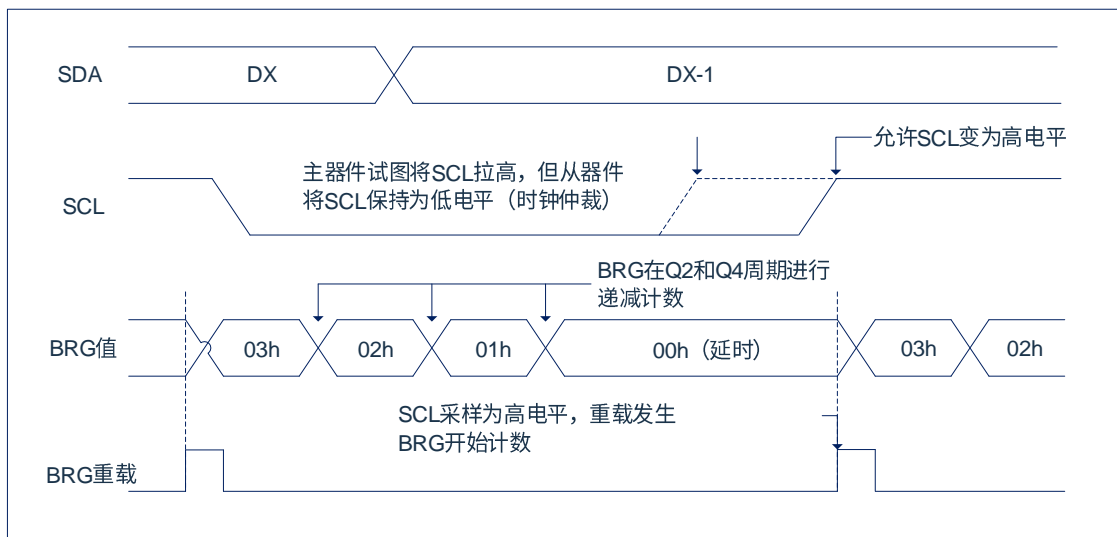 SDA
DX
DX-1
允许SCL变为高电平
主器件试图将SCL拉高，但从器件
将SCL保持为低电平（时钟仲裁）
SCL
BRG在Q2和Q4周期进行
递减计数
BRG值
03h
02h
01h
00h（延时）
03h
02h
SCL采样为高电平，重载发生
BRG开始计数
BRG重载